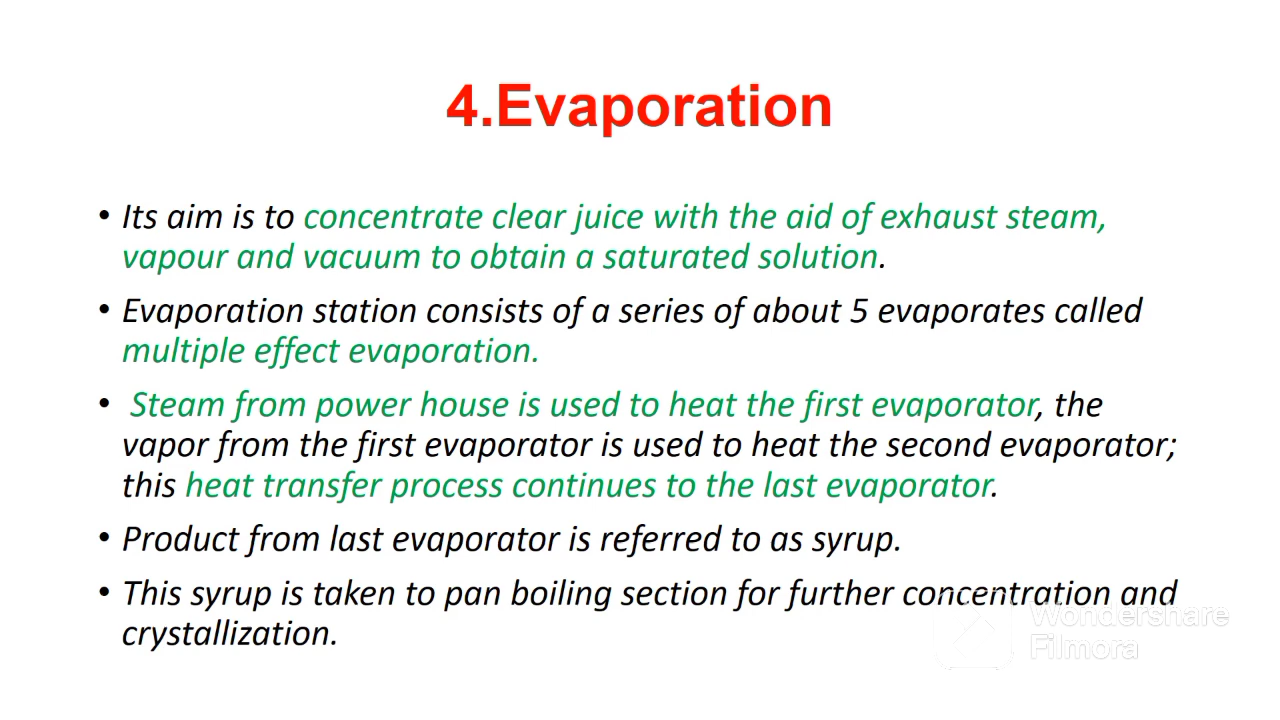 4.Evaporation
• Its aim is to concentrate clear juice with the aid of exhaust steam,
vapour and vacuum to obtain a saturated solution.
• Evaporation station consists of a series of about 5 evaporates called
multiple effect evaporation.
• Steam from power house is used to heat the first evaporator, the
vapor from the first evaporator is used to heat the second evaporator;
this heat transfer process continues to the last evaporator.
• Product from last evaporator is referred to as syrup.
• This syrup is taken to pan boiling section for further concentration and
crystallization.
Wondershare
Filmora